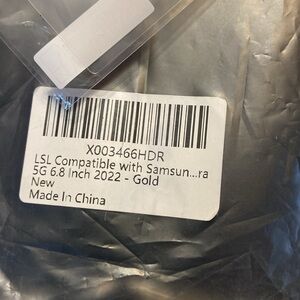 X003466HDR
LSL Compatible with Samsun...ra
5G 6.8 Inch 2022 - Gold
New
Made In China